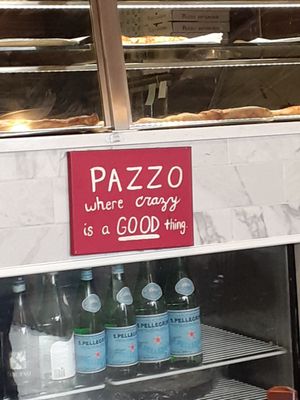 PAZZO
where crazy
is a GOOD thing.
S.PELLEGRINO
S.PELLEGRINO
S.PELLEGRINO
S.PELLEGRINO